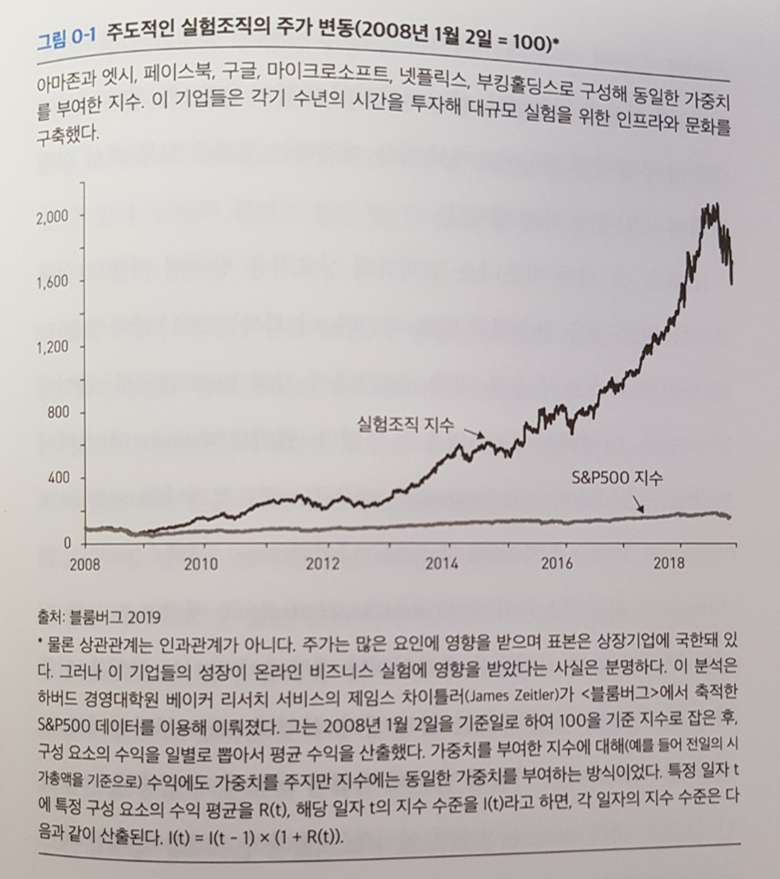 그림 0-1 주도적인 실험조직의 주가 변동(2008년 1월 2일 = 100)*
아마존과 엣시, 페이스북, 구글, 마이크로소프트, 넷플릭스, 부킹홀딩스로 구성해 동일한 가중치
를 부여한 지수. 이 기업들은 각기 수년의 시간을 투자해 대규모 실험을 위한 인프라와 문화를
구축했다.
2,000
1,600
1,200
800
400
0
실험조직 지수
S&P500 지수
2008 2010 2012 2014 2016 2018
출처: 블룸버그 2019
* 물론 상관관계는 인과관계가 아니다. 주가는 많은 요인에 영향을 받으며 표본은 상장기업에 국한돼 있
다. 그러나 이 기업들의 성장이 온라인 비즈니스 실험에 영향을 받았다는 사실은 분명하다. 이 분석은
하버드 경영대학원 베이커 리서치 서비스의 제임스 차이틀러(James Zeitler)가 <블룸버그>에서 축적한
S&P500 데이터를 이용해 이뤄졌다. 그는 2008년 1월 2일을 기준일로 하여 100을 기준 지수로 잡은 후,
구성 요소의 수익을 일별로 뽑아서 평균 수익을 산출했다. 가중치를 부여한 지수에 대해(예를 들어 전일의 시
가총액을 기준으로) 수익에도 가중치를 주지만 지수에는 동일한 가중치를 부여하는 방식이었다. 특정 일자 t
에 특정 구성 요소의 수익 평균을 R(t), 해당 일자 t의 지수 수준을 I(t)라고 하면, 각 일자의 지수 수준은 다
음과 같이 산출된다. I(t) = I(t − 1) × (1 + R(t)).